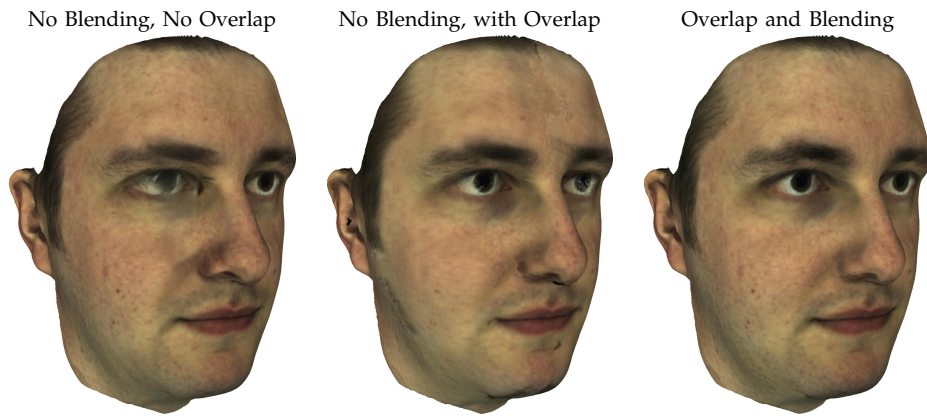 No Blending, No Overlap
No Blending, with Overlap
Overlap and Blending